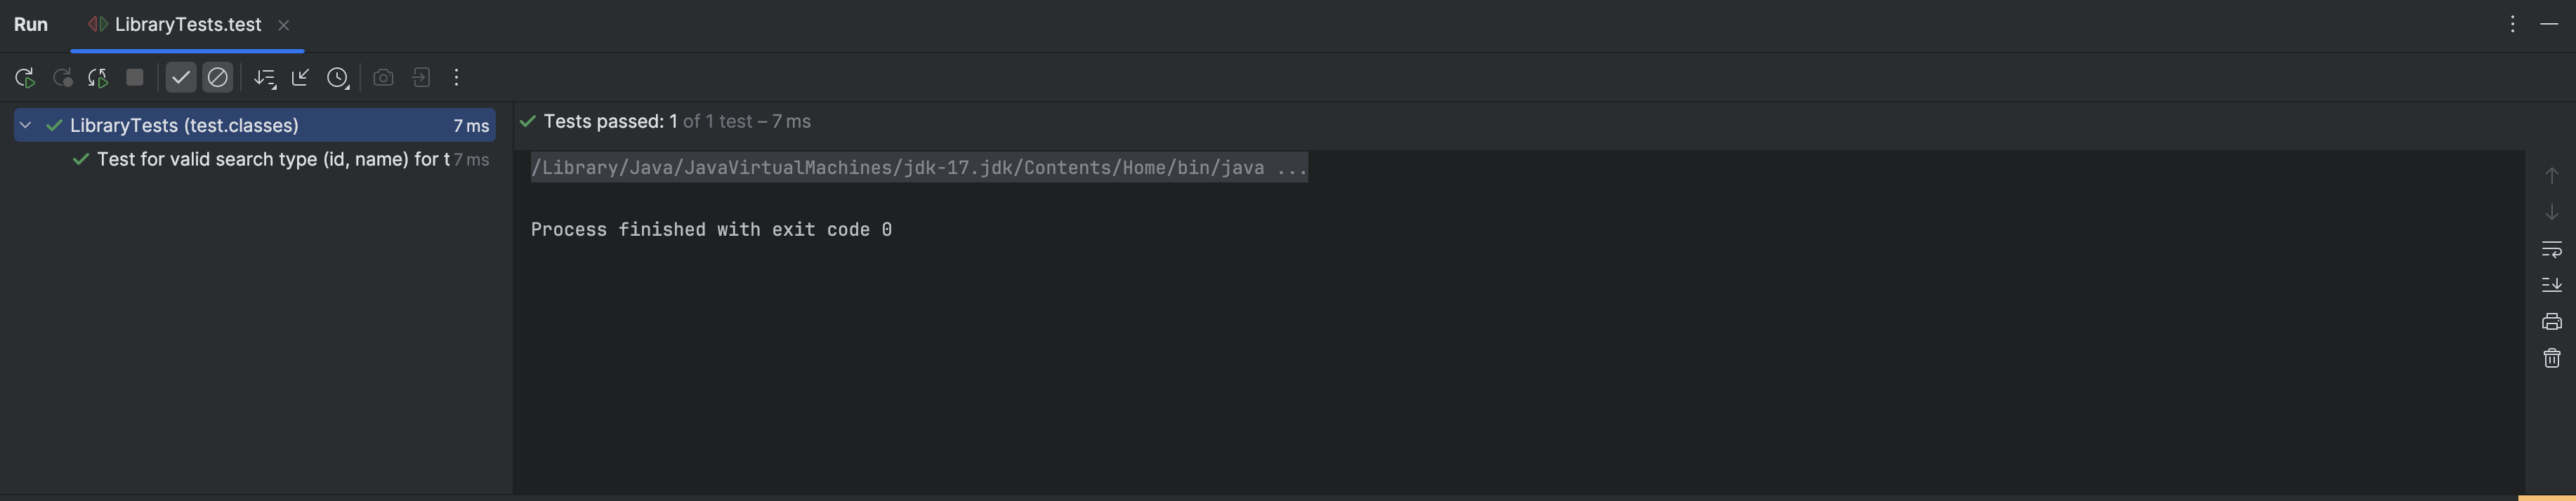 Run LibraryTests.test
LibraryTests (test.classes) 7 ms
Test for valid search type (id, name) for t 7 ms
Tests passed: 1 of 1 test – 7 ms
/Library/Java/JavaVirtualMachines/jdk-17.jdk/Contents/Home/bin/java ...
Process finished with exit code 0